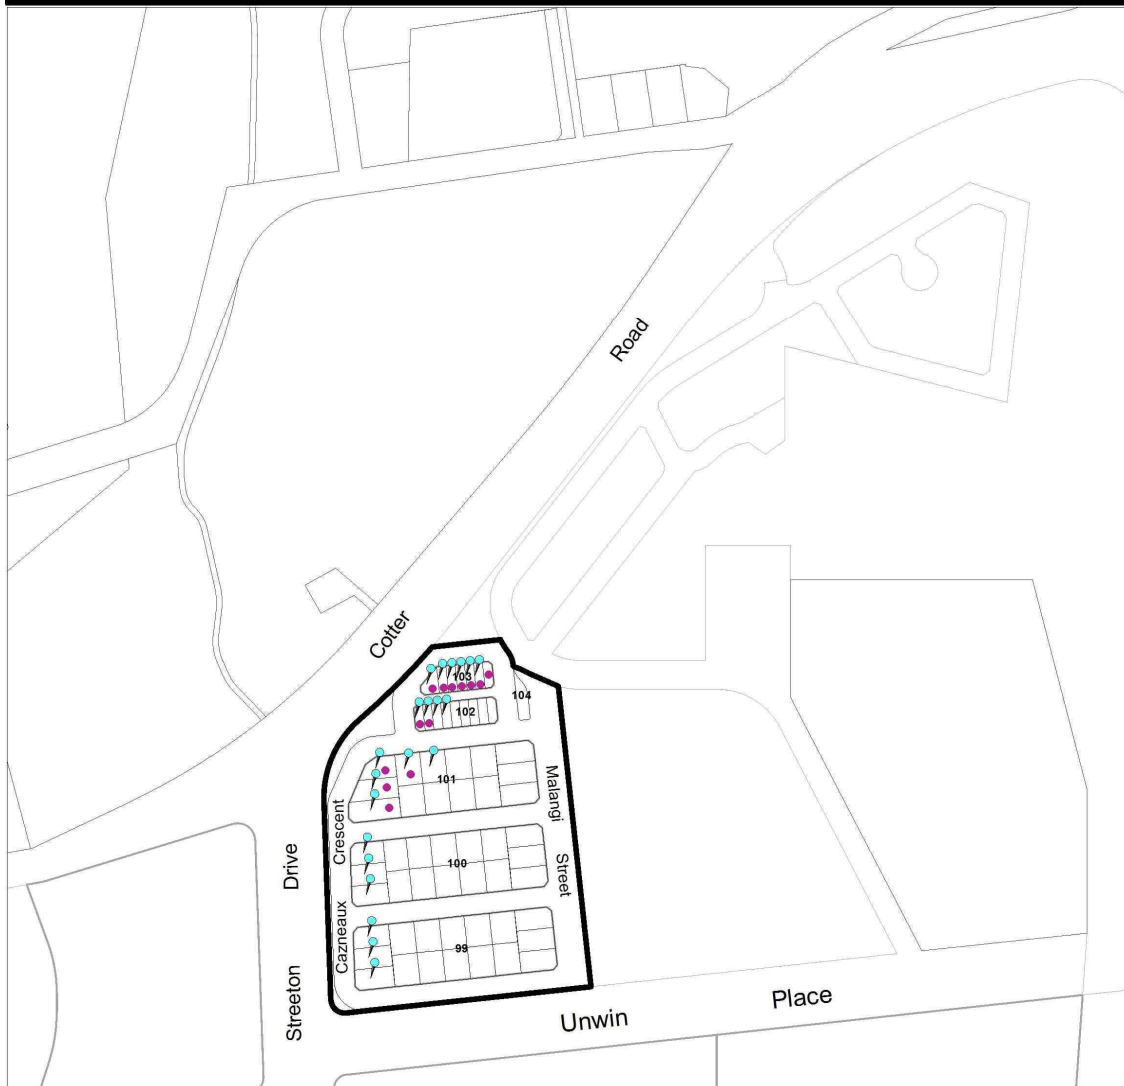 Road
Cotter
103
104
102
101
Malangi
Crescent
100
Drive
Street
Cazneaux
99
Streeton
Place
Unwin